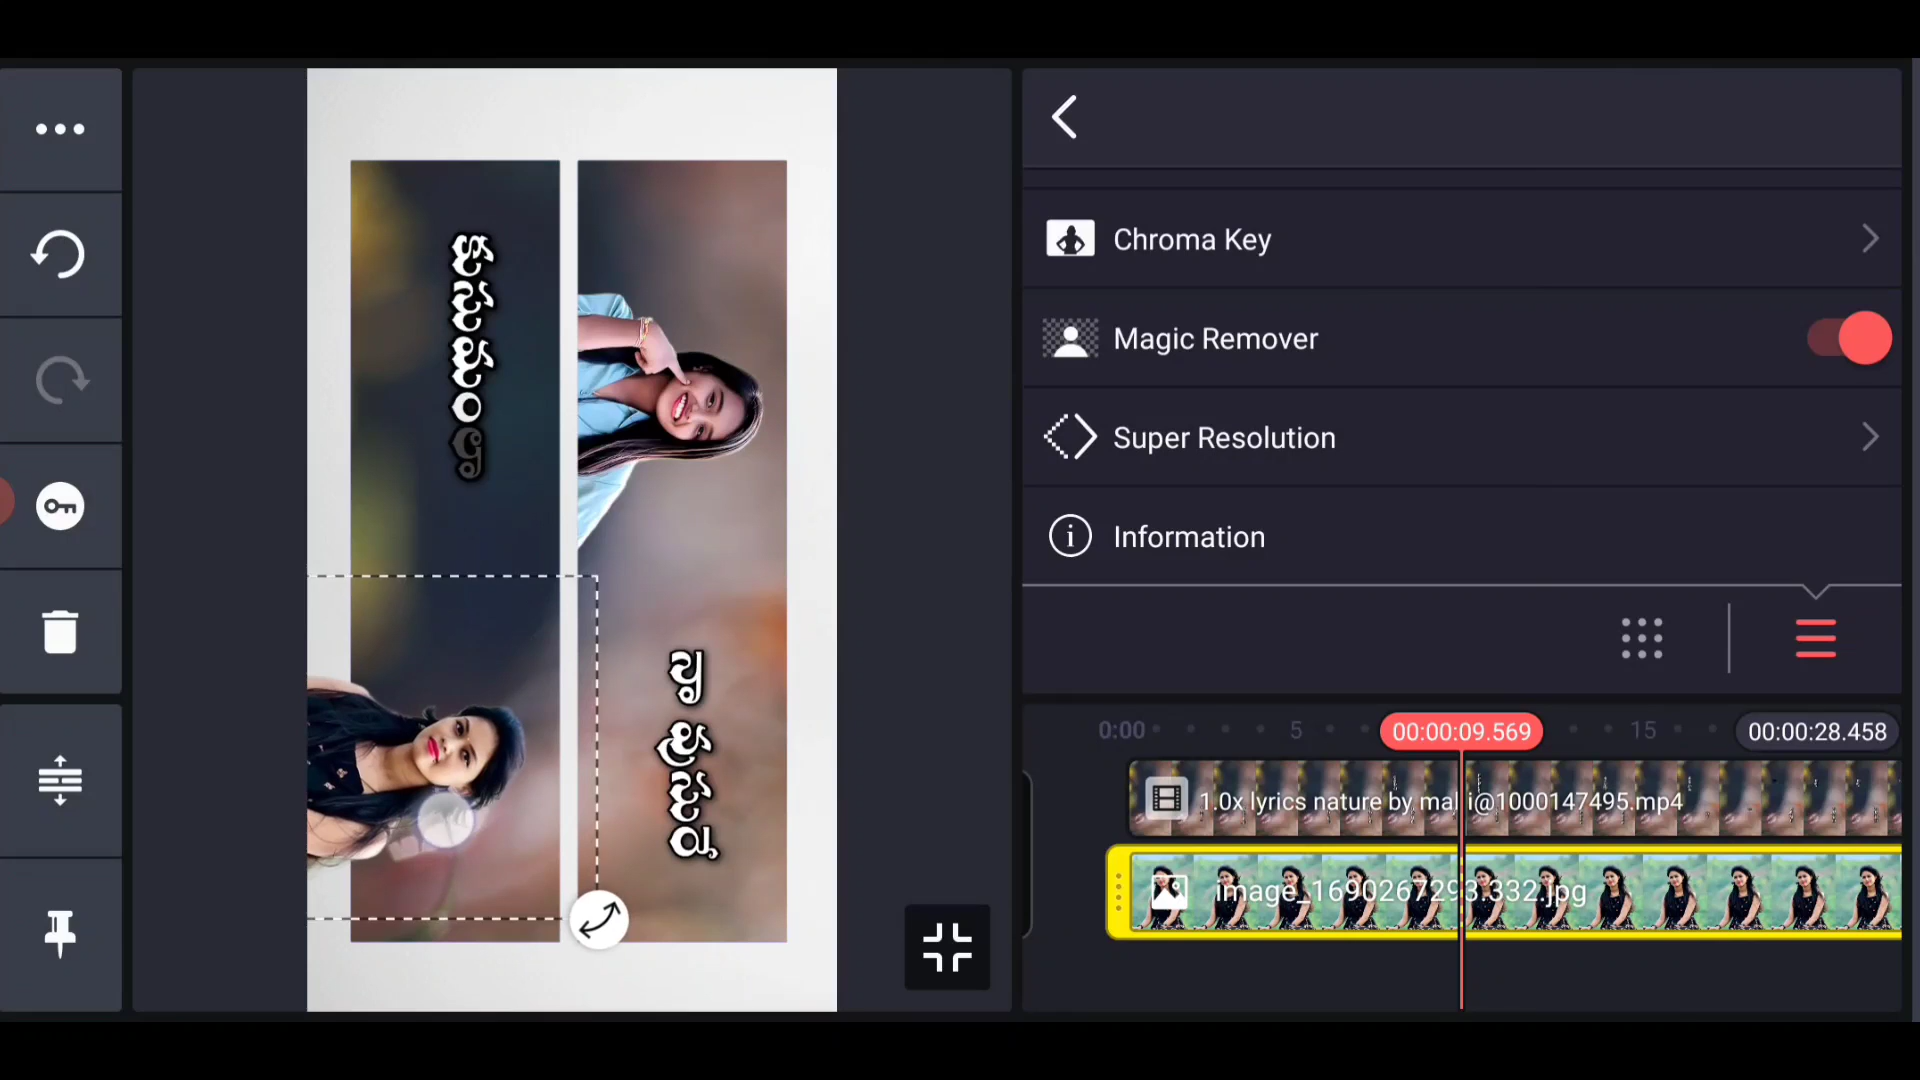 Chroma Key
Magic Remover
Super Resolution
Information
0:00
5
00:00:09.569
15
00:00:28.458
1.0x lyrics nature by mal
i@1000147495.mp4
image_1690267293.332.jpg